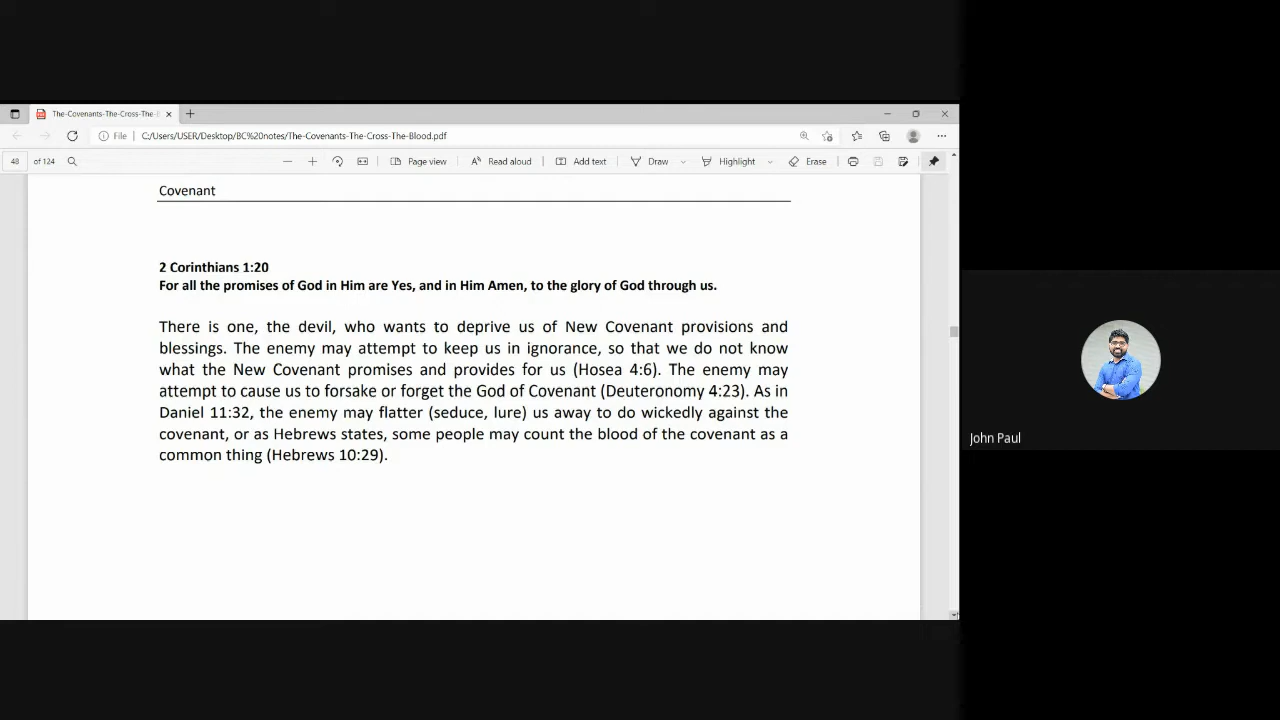 The-Covenants-The-Cross-The-B
File
C:/Users/USER/Desktop/BC%20notes/The-Covenants-The-Cross-The-Blood.pdf
48 of 124
Page view
Read aloud
Add text
Draw
Highlight
Erase
Covenant
2 Corinthians 1:20
For all the promises of God in Him are Yes, and in Him Amen, to the glory of God through us.
There is one, the devil, who wants to deprive us of New Covenant provisions and
blessings. The enemy may attempt to keep us in ignorance, so that we do not know
what the New Covenant promises and provides for us (Hosea 4:6). The enemy may
attempt to cause us to forsake or forget the God of Covenant (Deuteronomy 4:23). As in
Daniel 11:32, the enemy may flatter (seduce, lure) us away to do wickedly against the
covenant, or as Hebrews states, some people may count the blood of the covenant as a
common thing (Hebrews 10:29).
John Paul